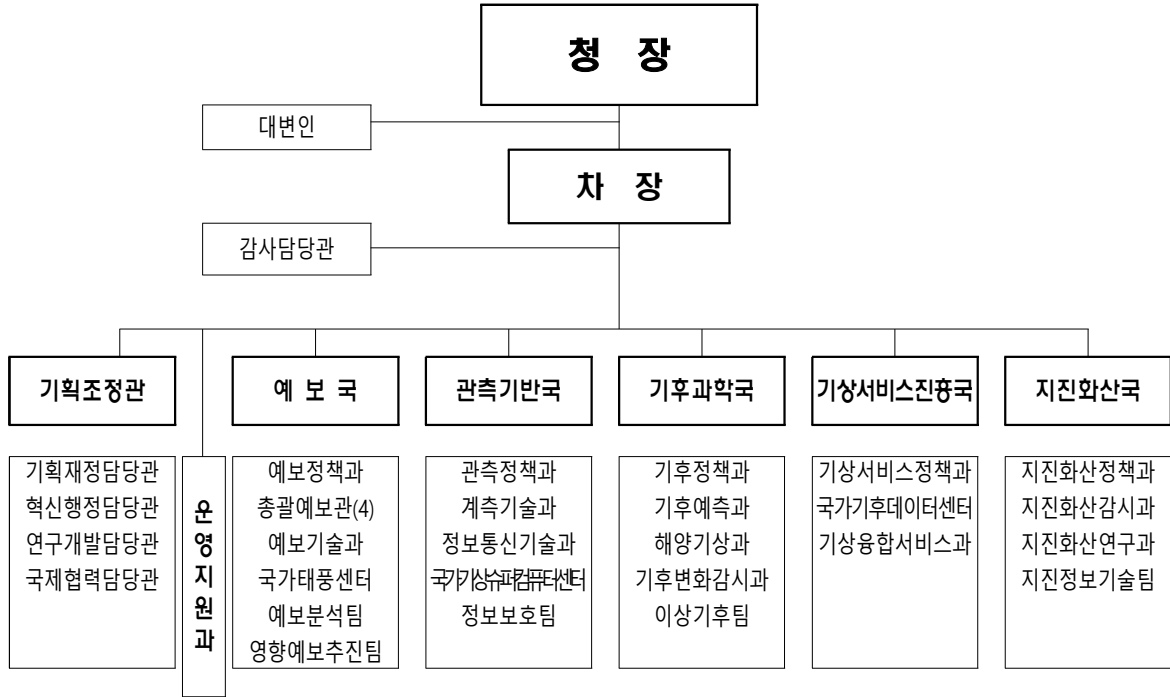 청 장
대변인
차 장
감사담당관
기획조정관
예 보 국
관측기반국
기후과학국
기상서비스진흥국
지진화산국
기획재정담당관
혁신행정담당관
연구개발담당관
국제협력담당관
운영지원과
예보정책과
총괄예보관(4)
예보기술과
국가태풍센터
예보분석팀
영향예보추진팀
관측정책과
계측기술과
정보통신기술과
국가기상슈퍼컴퓨터센터
정보보호팀
기후정책과
기후예측과
해양기상과
기후변화감시과
이상기후팀
기상서비스정책과
국가기후데이터센터
기상융합서비스과
지진화산정책과
지진화산감시과
지진화산연구과
지진정보기술팀